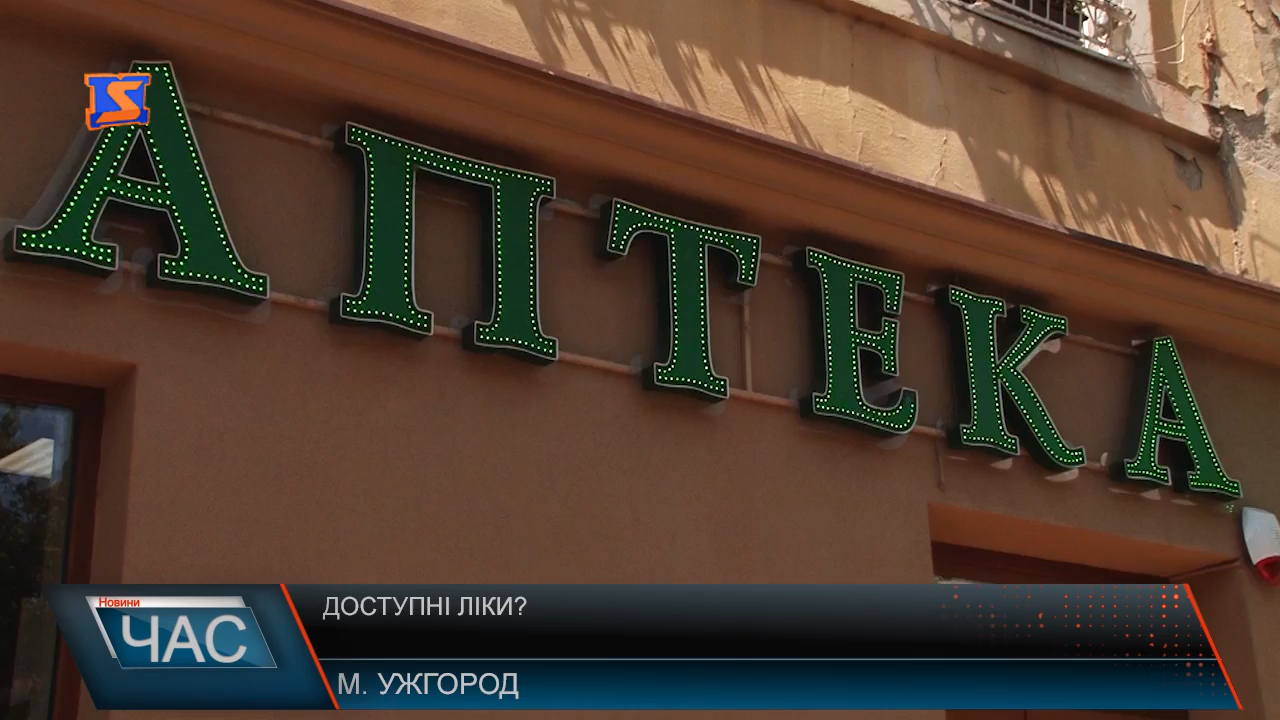 АПТЕКА
Новини
ЧАС
ДОСТУПНІ ЛІКИ?
М. УЖГОРОД